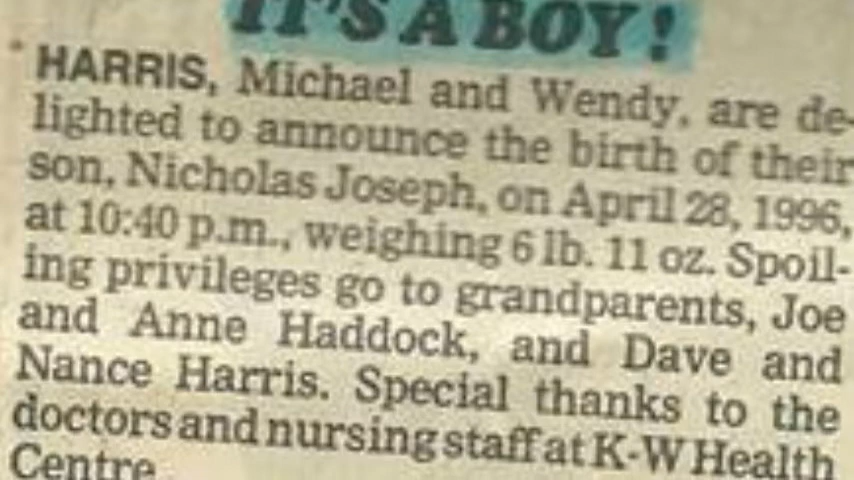 IT'S A BOY!
HARRIS, Michael and Wendy, are de-
lighted to announce the birth of their
son, Nicholas Joseph, on April 28, 1996,
at 10:40 p.m., weighing 6 lb. 11 oz. Spoil-
ing privileges go to grandparents, Joe
and Anne Haddock, and Dave and
Nance Harris. Special thanks to the
doctors and nursing staff at K-W Health
Centre.